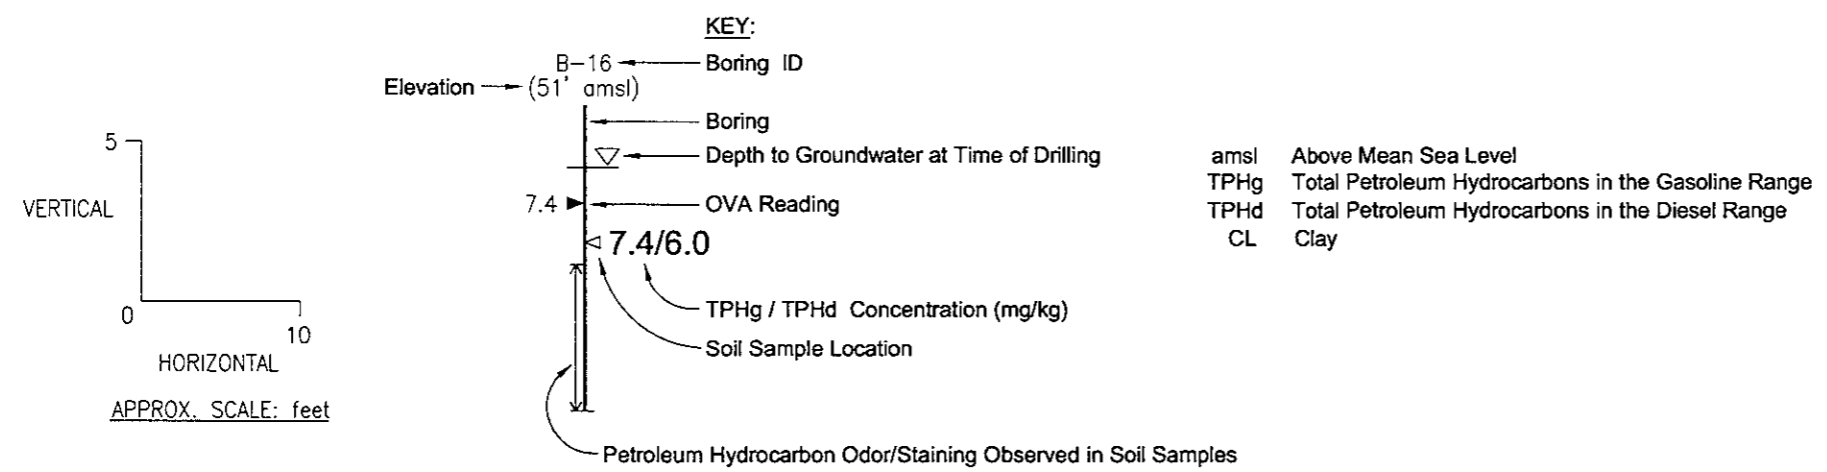 KEY:
B-16
Boring ID
Elevation
(51' amsl)
Boring
5
Depth to Groundwater at Time of Drilling
amsl Above Mean Sea Level
TPHg Total Petroleum Hydrocarbons in the Gasoline Range
VERTICAL
7.4
OVA Reading
TPHd Total Petroleum Hydrocarbons in the Diesel Range
7.4/6.0
CL Clay
0
10
TPHg / TPHd Concentration (mg/kg)
HORIZONTAL
Soil Sample Location
APPROX. SCALE: feet
Petroleum Hydrocarbon Odor/Staining Observed in Soil Samples